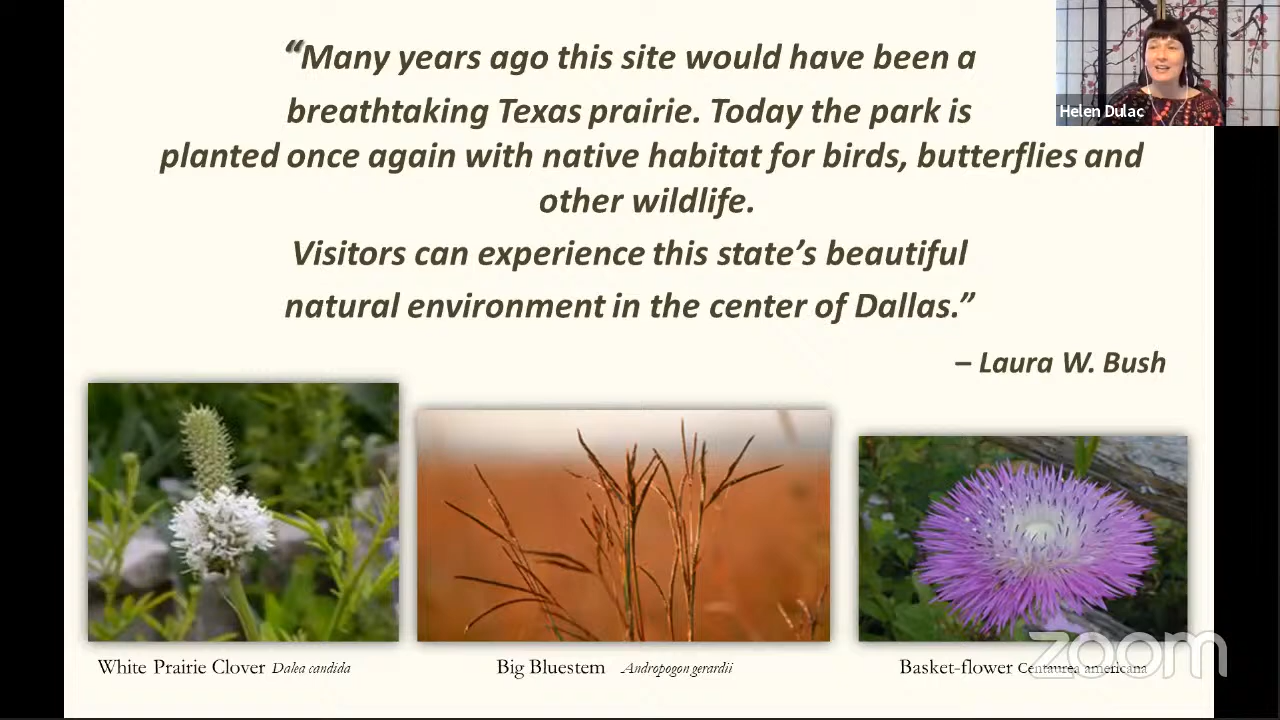 “Many years ago this site would have been a
breathtaking Texas prairie. Today the park is
planted once again with native habitat for birds, butterflies and
other wildlife.
Visitors can experience this state’s beautiful
natural environment in the center of Dallas.”
– Laura W. Bush
Helen Dulac
White Prairie Clover Dalea candida
Big Bluestem Andropogon gerardii
Basket-flower Centaurea americana
zoom